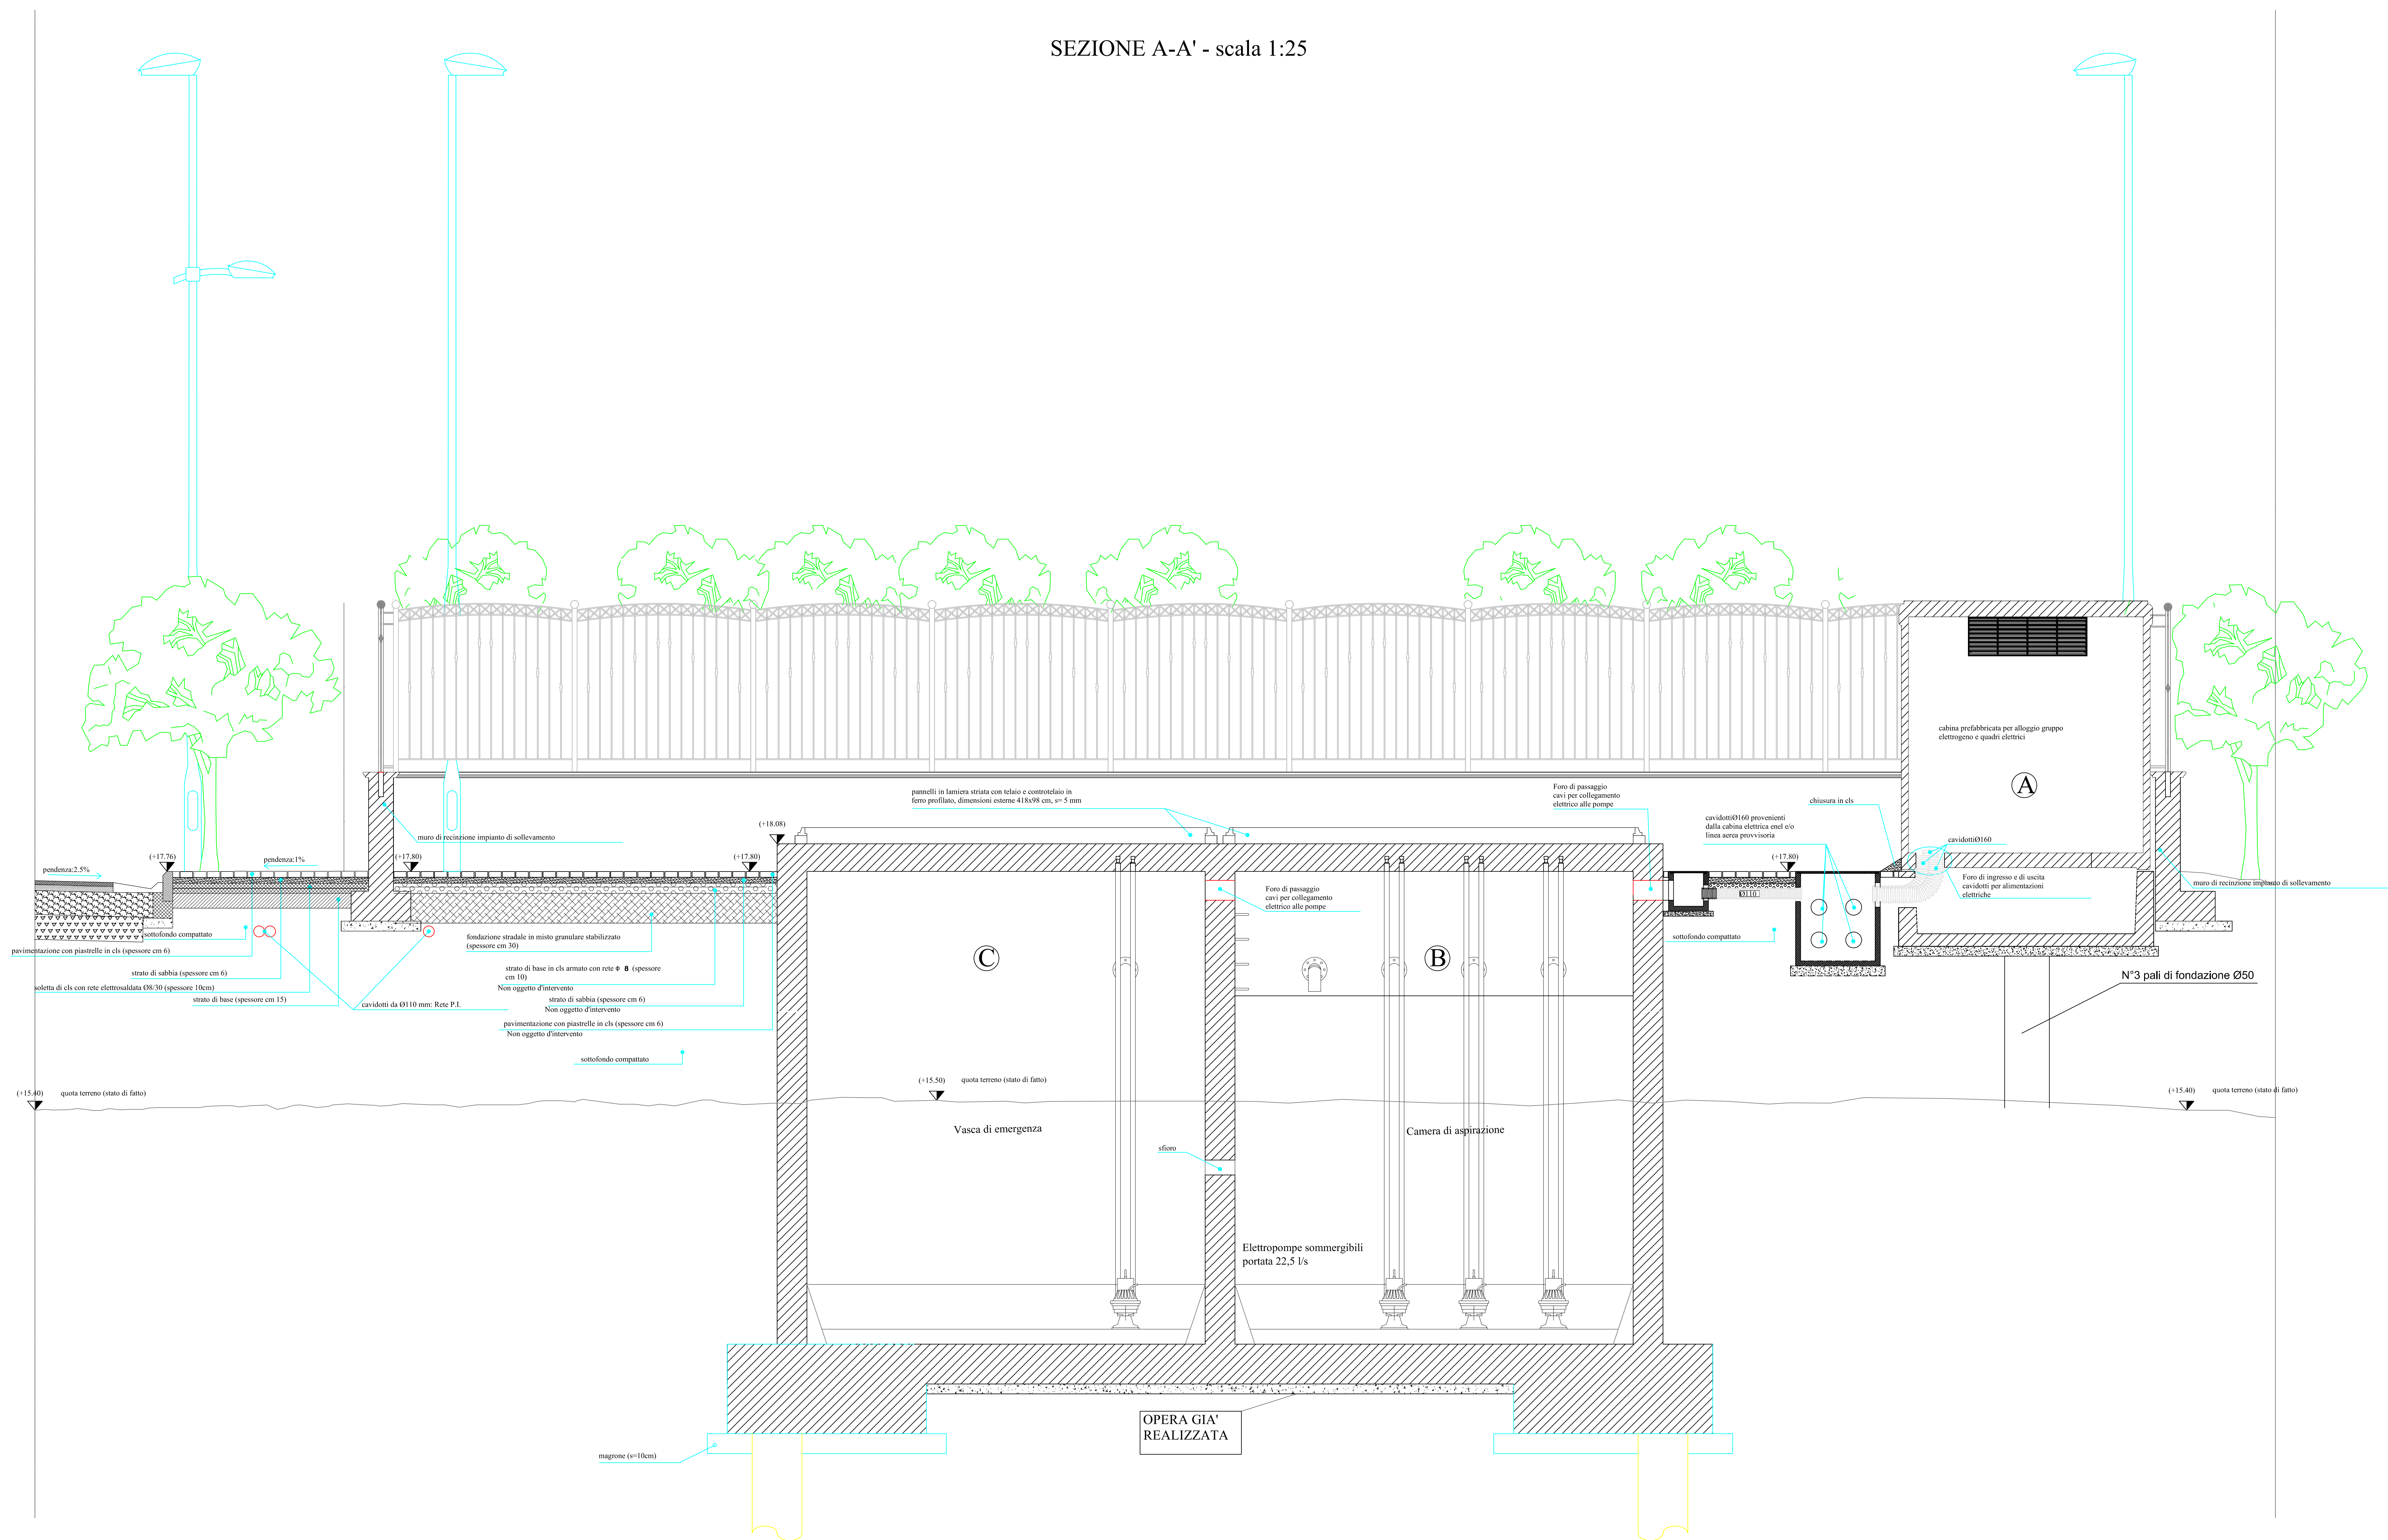 SEZIONE A-A' - scala 1:25
pannelli in lamiera striata con telaio e controtelaio in
ferro profilato, dimensioni esterne 418x98 cm, s= 5 mm
Foro di passaggio
cavi per collegamento
elettrico alle pompe
cabina prefabbricata per alloggio gruppo
elettrogeno e quadri elettrici
A
chiusura in cls
cavidottiØ160 provenienti
dalla cabina elettrica enel e/o
linea aerea provvisoria
cavidottiØ160
muro di recinzione impianto di sollevamento
(+18.08)
(+17.76)
pendenza:1%
(+17.80)
(+17.80)
(+17.80)
pendenza:2.5%
Foro di passaggio
cavi per collegamento
elettrico alle pompe
Ø110
Foro di ingresso e di uscita
cavidotti per alimentazioni
elettriche
muro di recinzione impianto di sollevamento
sottofondo compattato
fondazione stradale in misto granulare stabilizzato
(spessore cm 30)
sottofondo compattato
pavimentazione con piastrelle in cls (spessore cm 6)
strato di sabbia (spessore cm 6)
soletta di cls con rete elettrosaldata Ø8/30 (spessore 10cm)
strato di base (spessore cm 15)
cavidotti da Ø110 mm: Rete P.I.
strato di base in cls armato con rete Φ 8 (spessore
cm 10)
Non oggetto d'intervento
strato di sabbia (spessore cm 6)
Non oggetto d'intervento
pavimentazione con piastrelle in cls (spessore cm 6)
Non oggetto d'intervento
sottofondo compattato
C
B
N°3 pali di fondazione Ø50
(+15.40) quota terreno (stato di fatto)
(+15.50) quota terreno (stato di fatto)
(+15.40) quota terreno (stato di fatto)
Vasca di emergenza
Camera di aspirazione
sfioro
Elettropompe sommergibili
portata 22,5 l/s
OPERA GIA'
REALIZZATA
magrone (s=10cm)